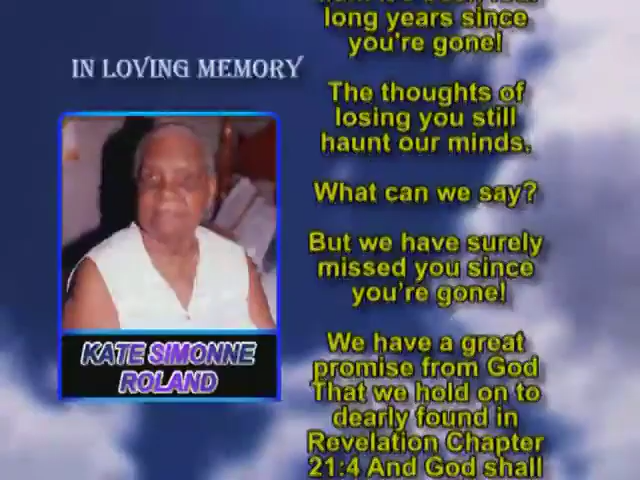 IN LOVING MEMORY
KATE SIMONNE
ROLAND
long years since
you're gone!
The thoughts of
losing you still
haunt our minds.
What can we say?
But we have surely
missed you since
you're gone!
We have a great
promise from God
That we hold on to
dearly found in
Revelation Chapter
21:4 And God shall